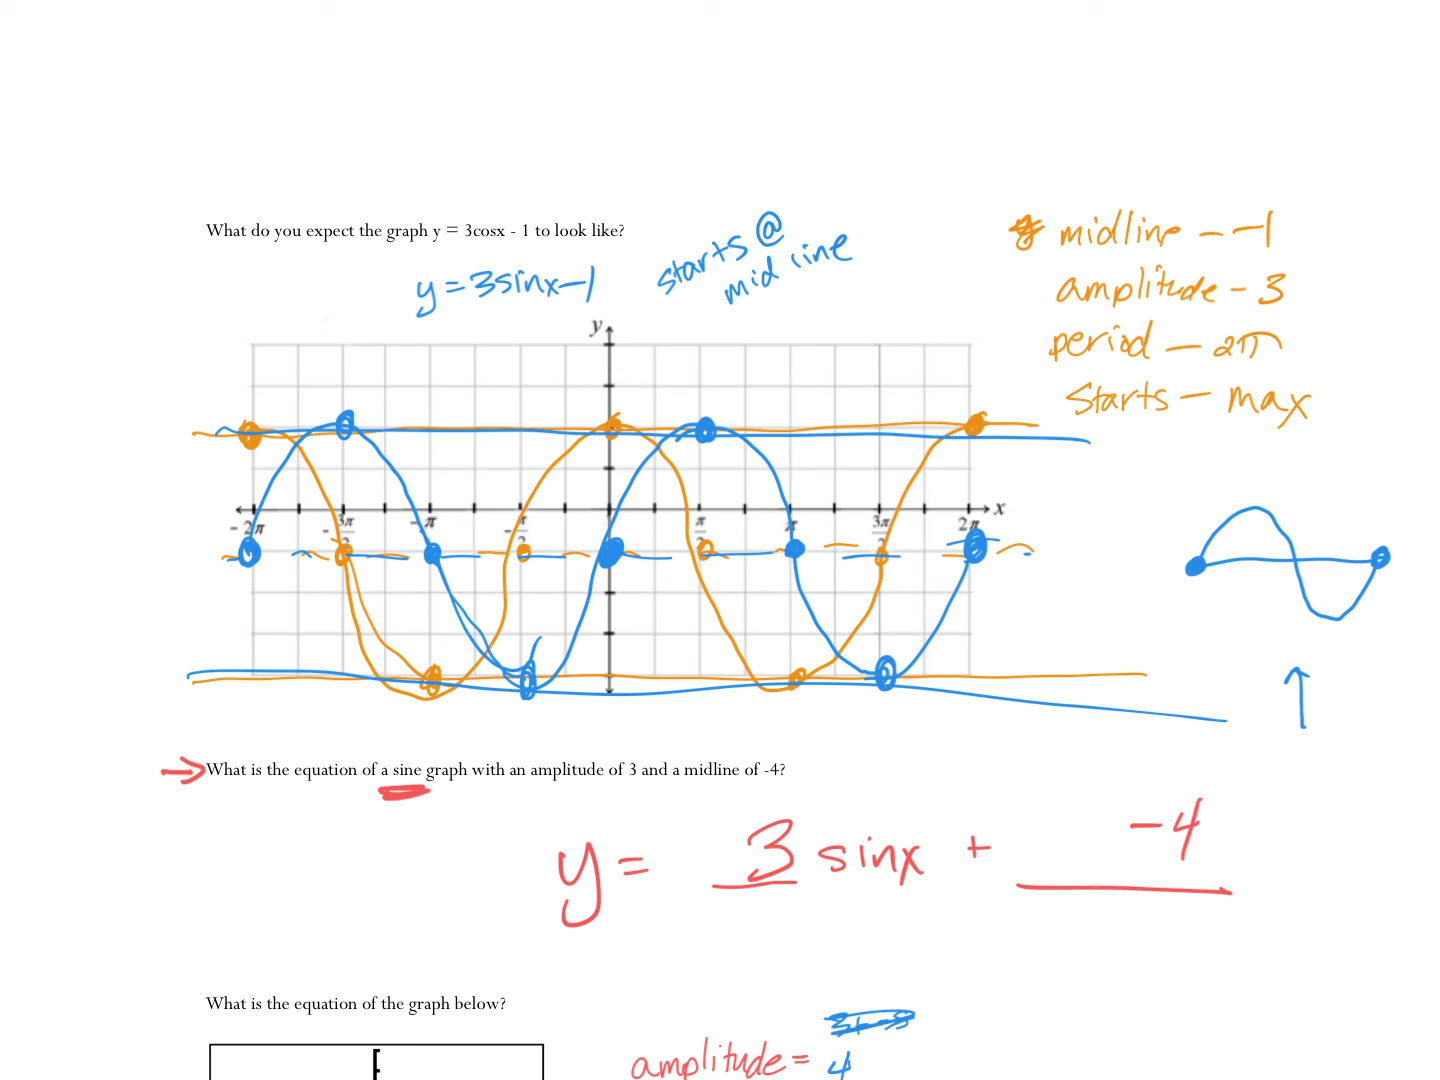 What do you expect the graph y = 3cosx - 1 to look like?
y = 3sinx - 1
starts @
midline
midline - -1
amplitude - 3
period - 2π
Starts - max
y
x
- 2π
- 3π/2
- π
- π/2
π/2
π
3π/2
2π
What is the equation of a sine graph with an amplitude of 3 and a midline of -4?
y = 3 sinx + -4
What is the equation of the graph below?
amplitude = 4